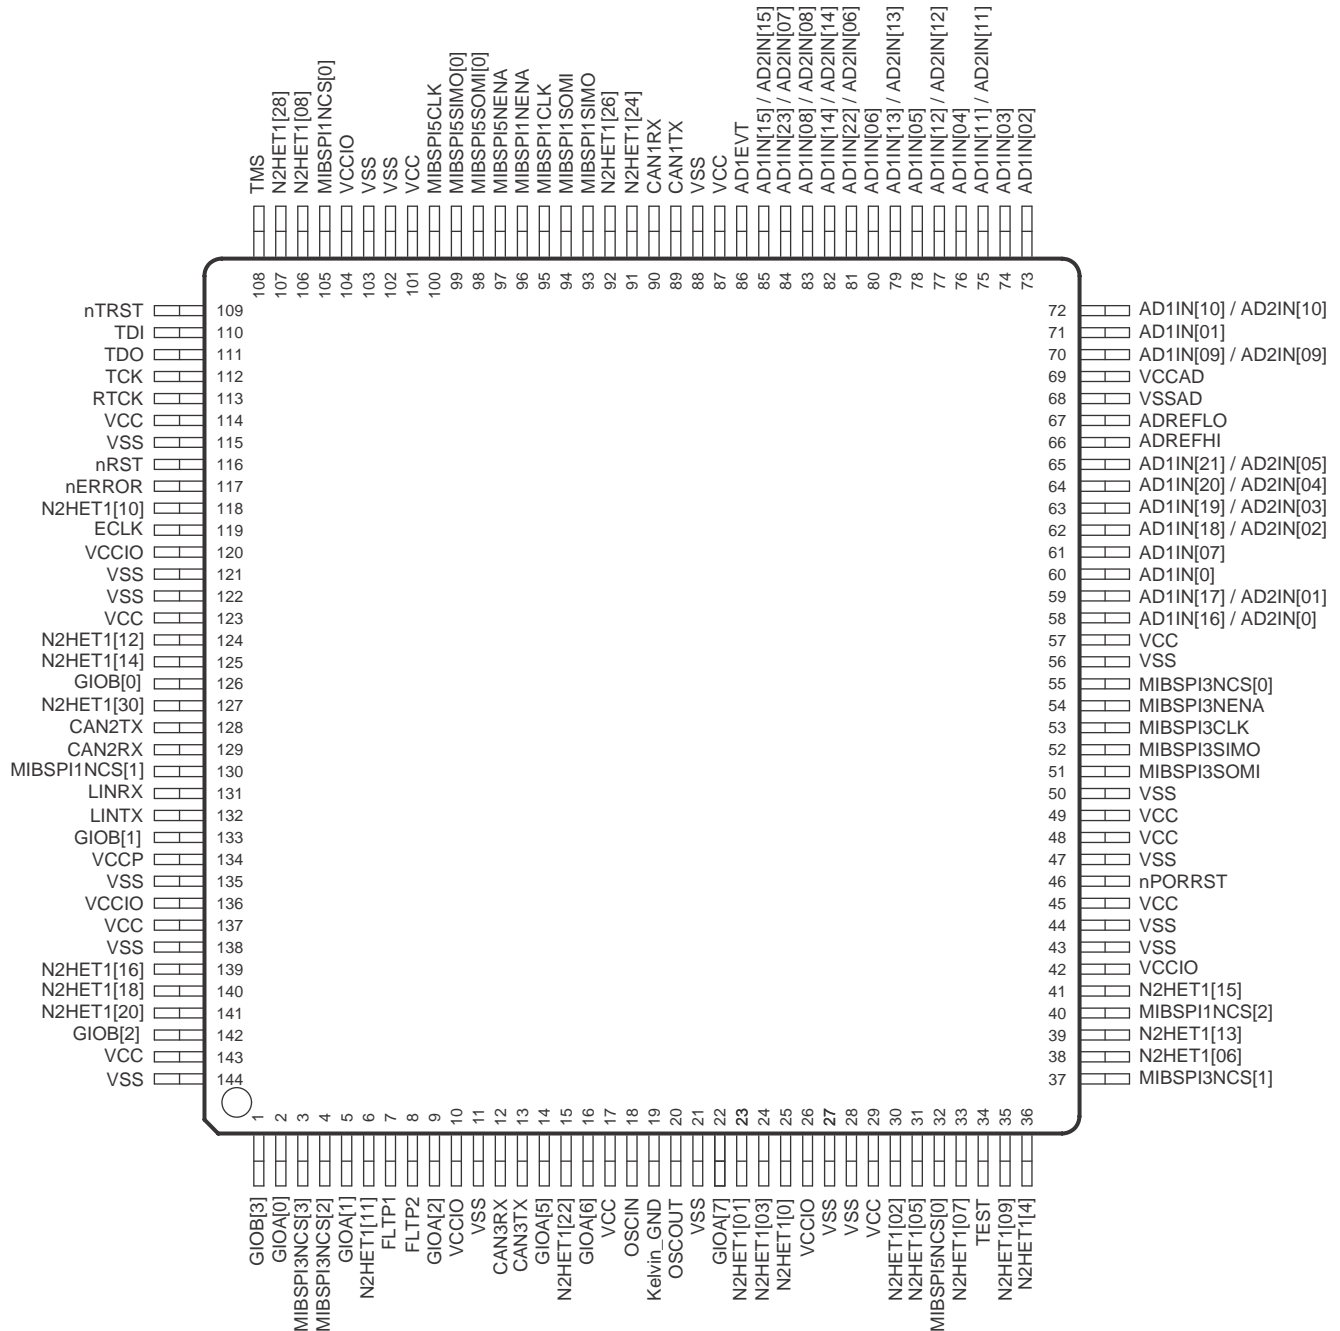 TMS
N2HET1[28]
N2HET1[08]
MIBSPI1NCS[0]
VCCIO
VSS
VSS
VCC
MIBSPI5CLK
MIBSPI5SIMO[0]
MIBSPI5SOMI[0]
MIBSPI5NENA
MIBSPI1NENA
MIBSPI1CLK
MIBSPI1SOMI
MIBSPI1SIMO
N2HET1[26]
N2HET1[24]
CAN1RX
CAN1TX
VSS
VCC
AD1EVT
AD1IN[15] / AD2IN[15]
AD1IN[23] / AD2IN[07]
AD1IN[08] / AD2IN[08]
AD1IN[14] / AD2IN[14]
AD1IN[22] / AD2IN[06]
AD1IN[06]
AD1IN[13] / AD2IN[13]
AD1IN[05]
AD1IN[12] / AD2IN[12]
AD1IN[04]
AD1IN[11] / AD2IN[11]
AD1IN[03]
AD1IN[02]
108
107
106
105
104
103
102
101
100
99
98
97
96
95
94
93
92
91
90
89
88
87
86
85
84
83
82
81
80
79
78
77
76
75
74
73
nTRST 109
TDI 110
TDO 111
TCK 112
RTCK 113
VCC 114
VSS 115
nRST 116
nERROR 117
N2HET1[10] 118
ECLK 119
VCCIO 120
VSS 121
VSS 122
VCC 123
N2HET1[12] 124
N2HET1[14] 125
GIOB[0] 126
N2HET1[30] 127
CAN2TX 128
CAN2RX 129
MIBSPI1NCS[1] 130
LINRX 131
LINTX 132
GIOB[1] 133
VCCP 134
VSS 135
VCCIO 136
VCC 137
VSS 138
N2HET1[16] 139
N2HET1[18] 140
N2HET1[20] 141
GIOB[2] 142
VCC 143
VSS 144
72 AD1IN[10] / AD2IN[10]
71 AD1IN[01]
70 AD1IN[09] / AD2IN[09]
69 VCCAD
68 VSSAD
67 ADREFLO
66 ADREFHI
65 AD1IN[21] / AD2IN[05]
64 AD1IN[20] / AD2IN[04]
63 AD1IN[19] / AD2IN[03]
62 AD1IN[18] / AD2IN[02]
61 AD1IN[07]
60 AD1IN[0]
59 AD1IN[17] / AD2IN[01]
58 AD1IN[16] / AD2IN[0]
57 VCC
56 VSS
55 MIBSPI3NCS[0]
54 MIBSPI3NENA
53 MIBSPI3CLK
52 MIBSPI3SIMO
51 MIBSPI3SOMI
50 VSS
49 VCC
48 VCC
47 VSS
46 nPORRST
45 VCC
44 VSS
43 VSS
42 VCCIO
41 N2HET1[15]
40 MIBSPI1NCS[2]
39 N2HET1[13]
38 N2HET1[06]
37 MIBSPI3NCS[1]
1
2
3
4
5
6
7
8
9
10
11
12
13
14
15
16
17
18
19
20
21
22
23
24
25
26
27
28
29
30
31
32
33
34
35
36
GIOB[3]
GIOA[0]
MIBSPI3NCS[3]
MIBSPI3NCS[2]
GIOA[1]
N2HET1[11]
FLTP1
FLTP2
GIOA[2]
VCCIO
VSS
CAN3RX
CAN3TX
GIOA[5]
N2HET1[22]
GIOA[6]
VCC
OSCIN
Kelvin_GND
OSCOUT
VSS
GIOA[7]
N2HET1[01]
N2HET1[03]
N2HET1[0]
VCCIO
VSS
VSS
VCC
N2HET1[02]
N2HET1[05]
MIBSPI5NCS[0]
N2HET1[07]
TEST
N2HET1[09]
N2HET1[4]